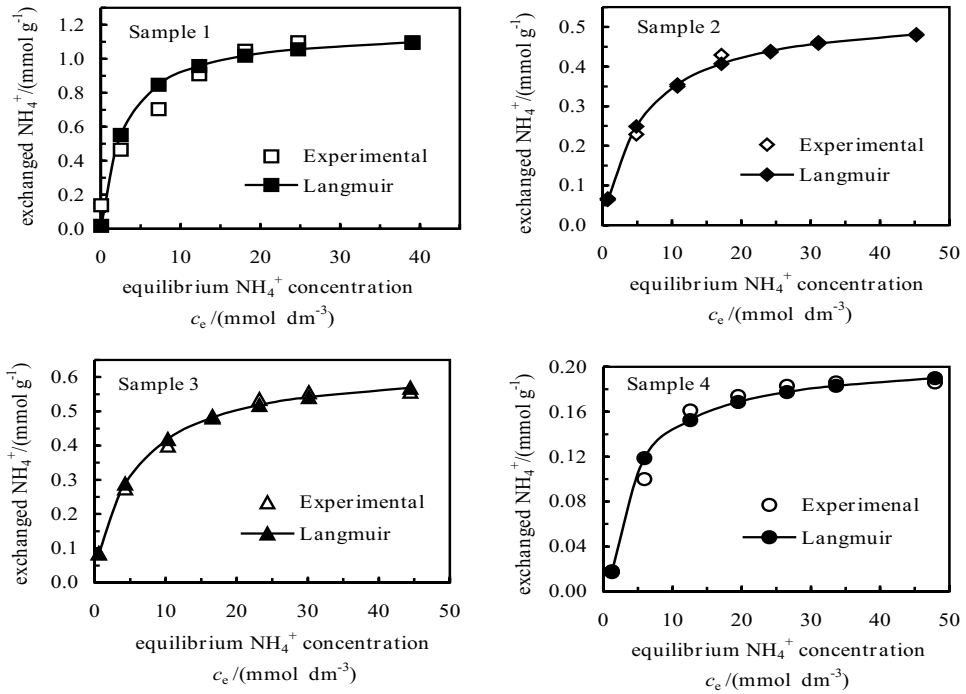 Sample 1
exchanged NH₄⁺/(mmol g⁻¹)
1.2
1.0
0.8
0.6
0.4
0.2
0.0
Experimental
Langmuir
0 10 20 30 40
equilibrium NH₄⁺ concentration
cₑ /(mmol dm⁻³)
Sample 2
exchanged NH₄⁺/(mmol g⁻¹)
0.5
0.4
0.3
0.2
0.1
0.0
Experimental
Langmuir
0 10 20 30 40 50
equilibrium NH₄⁺ concentration
cₑ /(mmol dm⁻³)
Sample 3
exchanged NH₄⁺/(mmol g⁻¹)
0.6
0.5
0.4
0.3
0.2
0.1
0.0
Experimental
Langmuir
0 10 20 30 40 50
equilibrium NH₄⁺ concentration
cₑ /(mmol dm⁻³)
Sample 4
exchanged NH₄⁺/(mmol g⁻¹)
0.20
0.16
0.12
0.08
0.04
0.00
Experimenal
Langmuir
0 10 20 30 40 50
equilibrium NH₄⁺ concentration
cₑ /(mmol dm⁻³)